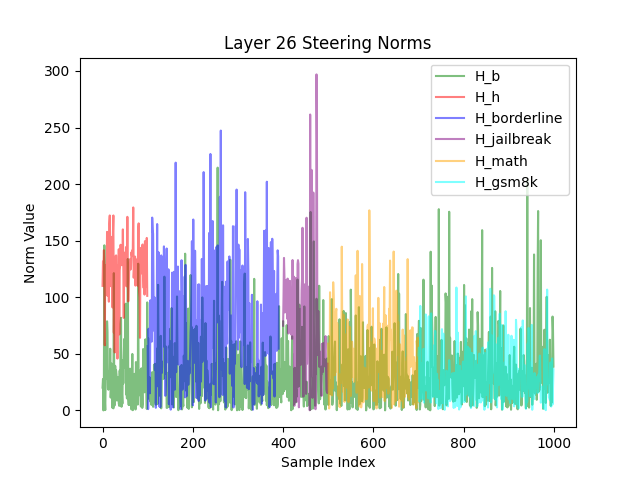 Layer 26 Steering Norms
300
250
200
150
100
50
0
Norm Value
H_b
H_h
H_borderline
H_jailbreak
H_math
H_gsm8k
0
200
400
600
800
1000
Sample Index